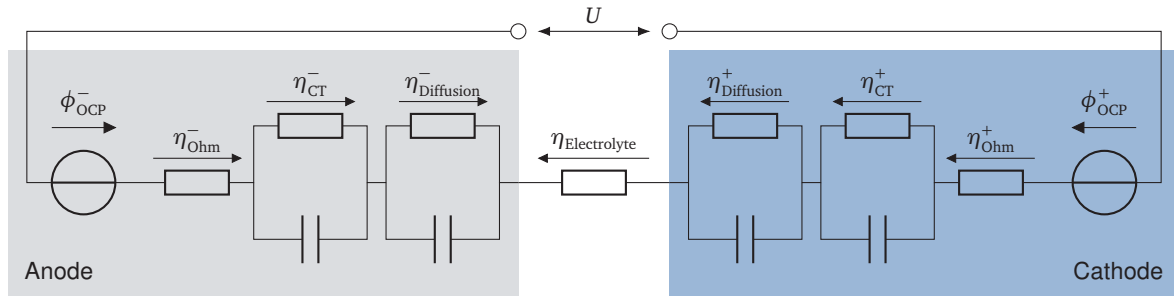 U
η⁻CT
η⁻Diffusion
η⁺Diffusion
η⁺CT
ϕ⁻OCP
ϕ⁺OCP
η⁻Ohm
ηElectrolyte
η⁺Ohm
Anode
Cathode